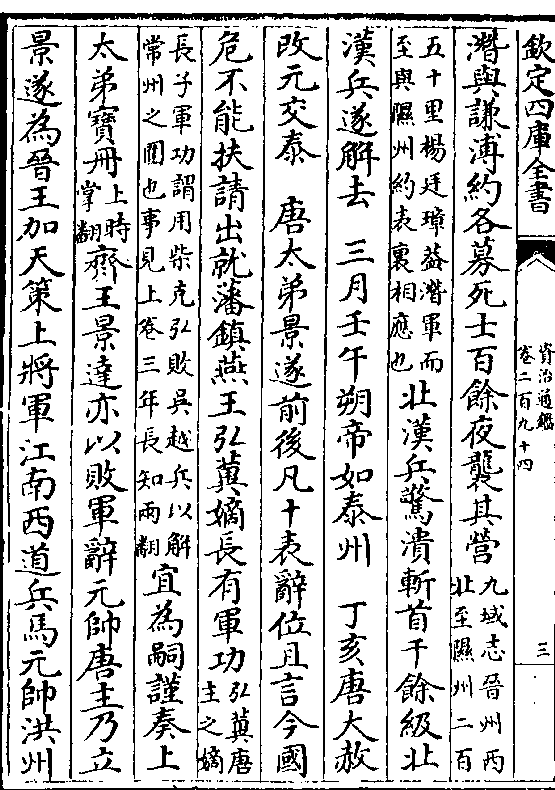 欽定四庫全書
資治通鑑
卷二百九十四
三
潛與謙溥約各募死士百餘夜襲其營九域志晉州西北至隰州二百
五十里楊廷璋葢潛軍而至與隰州約表裏相應也北漢兵驚潰斬首千餘級北
漢兵遂解去 三月壬午朔帝如泰州 丁亥唐大赦
改元交泰 唐太弟景遂前後凡十表辭位且言今國
危不能扶請出就藩鎮燕王弘冀嫡長有軍功弘冀唐主之嫡
長子軍功謂用柴克弘敗吳越兵以解常州之圍也事見上卷三年長知兩翻宜為嗣謹奏上
太弟寶冊上時掌翻齊王景達亦以敗軍辭元帥唐主乃立
景遂為晉王加天策上將軍江南西道兵馬元帥洪州